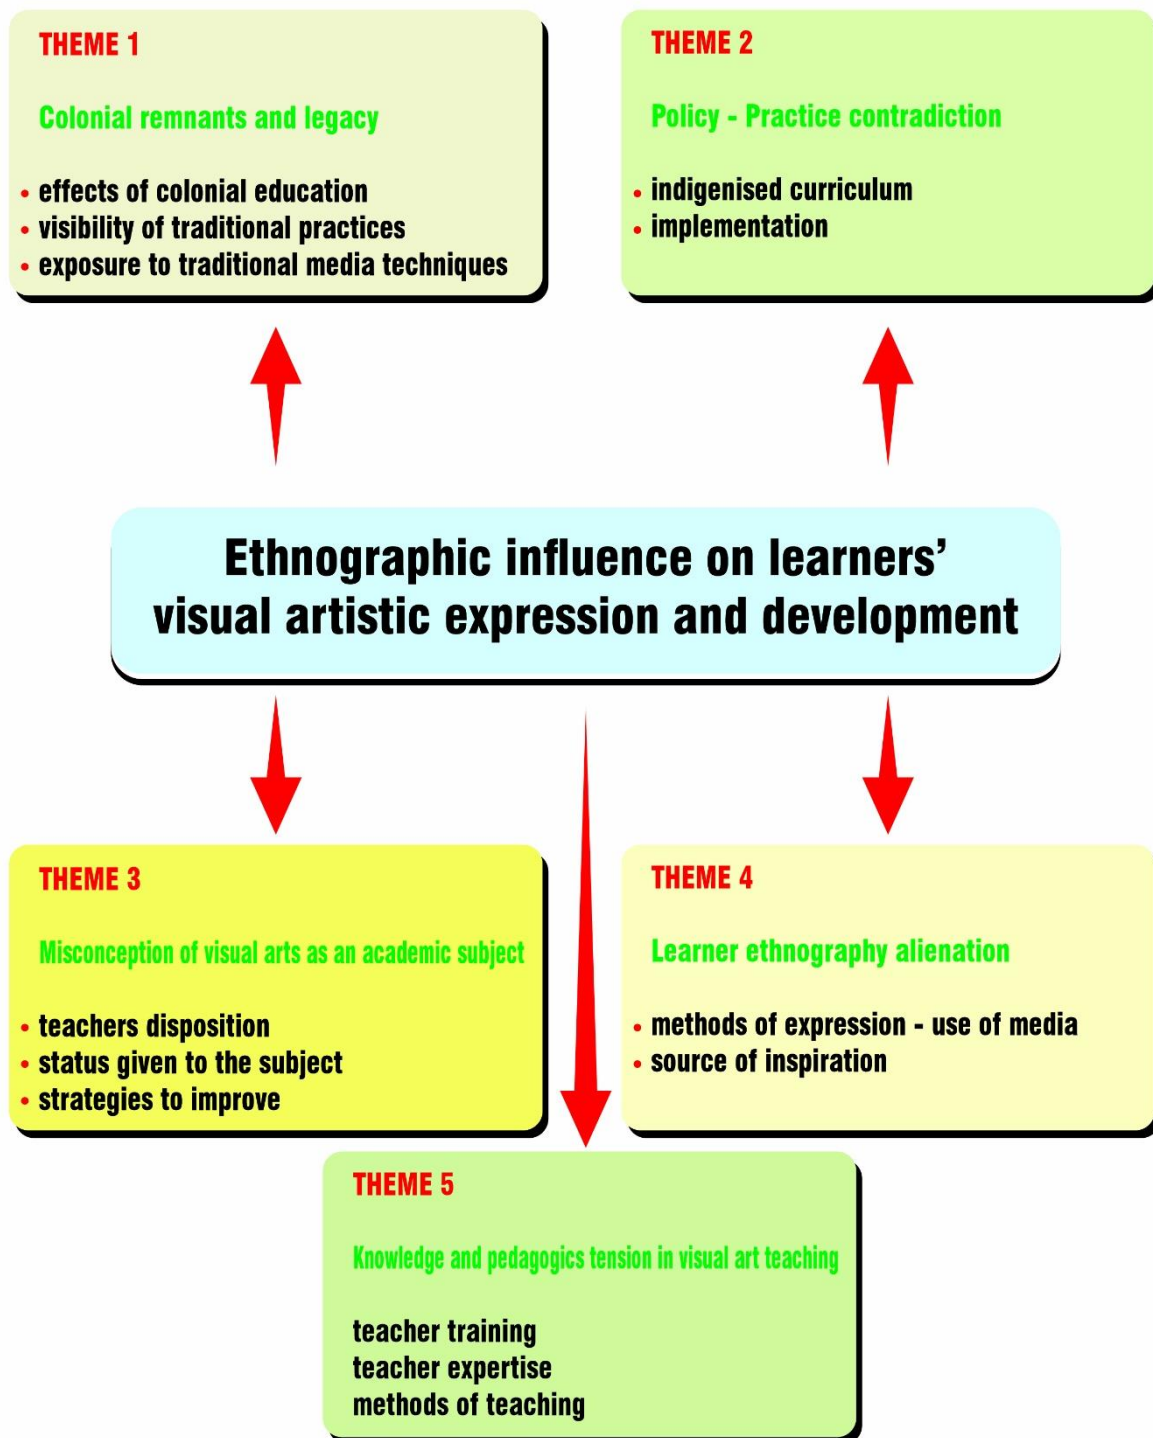 THEME 1
Colonial remnants and legacy
• effects of colonial education
• visibility of traditional practices
• exposure to traditional media techniques
THEME 2
Policy - Practice contradiction
• indigenised curriculum
• implementation
Ethnographic influence on learners’
visual artistic expression and development
THEME 3
Misconception of visual arts as an academic subject
• teachers disposition
• status given to the subject
• strategies to improve
THEME 4
Learner ethnography alienation
• methods of expression - use of media
• source of inspiration
THEME 5
Knowledge and pedagogics tension in visual art teaching
teacher training
teacher expertise
methods of teaching